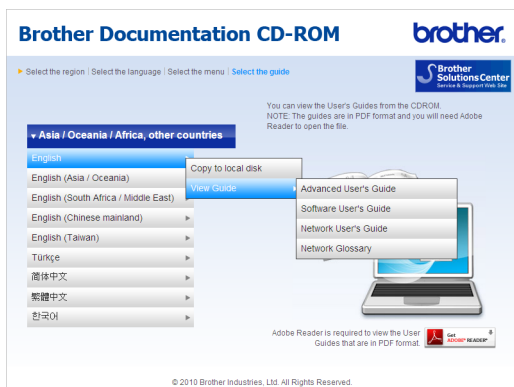 Brother Documentation CD-ROM
brother.
Select the region | Select the language | Select the menu | Select the guide
Brother
Solutions Center
Service & Support Web Site
You can view the User's Guides from the CDROM.
NOTE: The guides are in PDF format and you will need Adobe
Reader to open the file.
Asia / Oceania / Africa, other countries
English
Copy to local disk
English (Asia / Oceania)
View Guide
Advanced User's Guide
English (South Africa / Middle East)
Software User's Guide
English (Chinese mainland)
Network User's Guide
English (Taiwan)
Network Glossary
Türkçe
简体中文
繁體中文
한국어
Adobe Reader is required to view the User
Guides that are in PDF format.
Get
ADOBE® READER®
© 2010 Brother Industries, Ltd. All Rights Reserved.